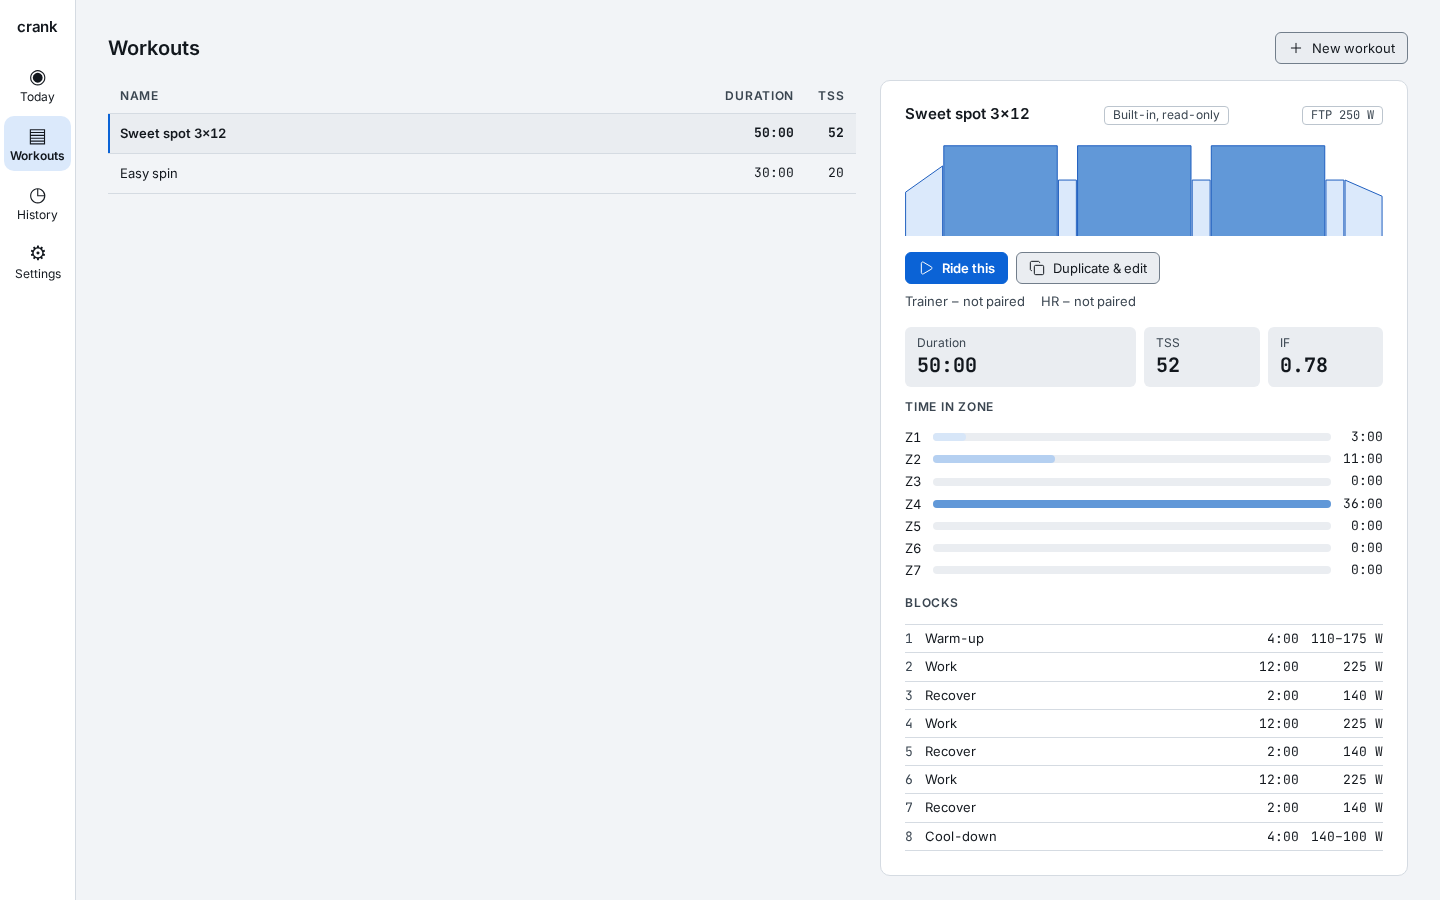 crank
Today
Workouts
History
Settings
Workouts
New workout
NAME DURATION TSS
Sweet spot 3×12 50:00 52
Easy spin 30:00 20
Sweet spot 3×12 Built-in, read-only FTP 250 W
Ride this Duplicate & edit
Trainer – not paired HR – not paired
Duration TSS IF
50:00 52 0.78
TIME IN ZONE
Z1 3:00
Z2 11:00
Z3 0:00
Z4 36:00
Z5 0:00
Z6 0:00
Z7 0:00
BLOCKS
1 Warm-up 4:00 110–175 W
2 Work 12:00 225 W
3 Recover 2:00 140 W
4 Work 12:00 225 W
5 Recover 2:00 140 W
6 Work 12:00 225 W
7 Recover 2:00 140 W
8 Cool-down 4:00 140–100 W